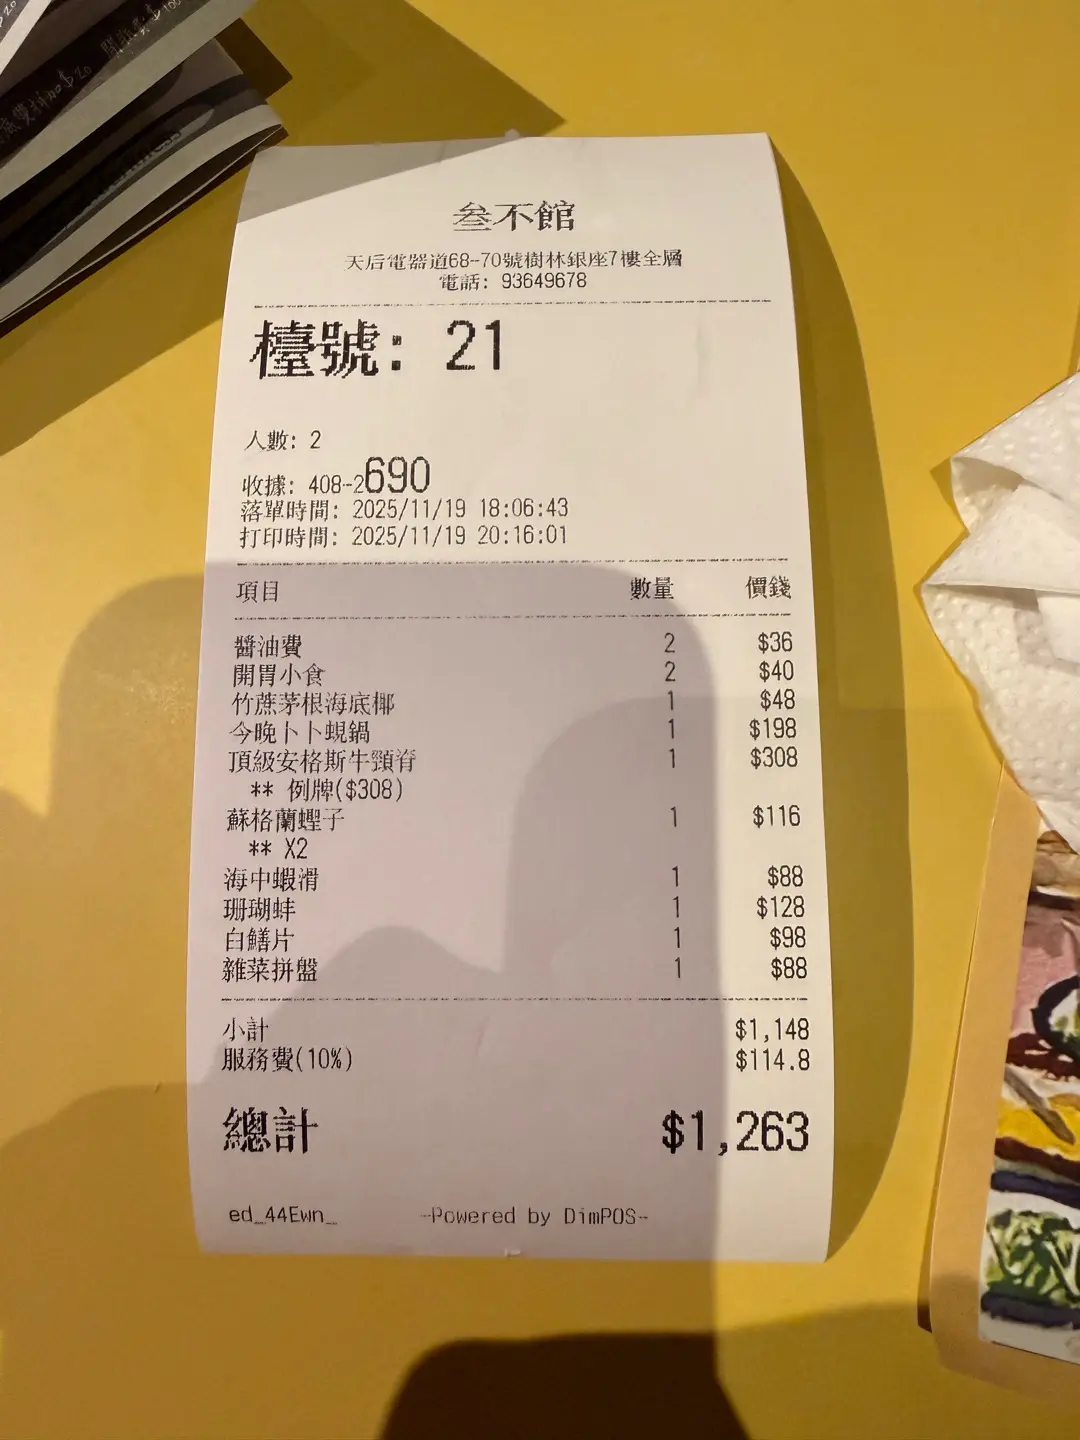 叁不館
天后電器道68-70號樹林銀座7樓全層
電話: 93649678
檯號: 21
人數: 2
收據: 408-2690
落單時間: 2025/11/19 18:06:43
打印時間: 2025/11/19 20:16:01
項目 數量 價錢
醬油費 2 $36
開胃小食 2 $40
竹蔗茅根海底椰 1 $48
今晚卜卜蜆鍋 1 $198
頂級安格斯牛頸脊 1 $308
** 例牌($308)
蘇格蘭蟶子 1 $116
** X2
海中蝦滑 1 $88
珊瑚蚌 1 $128
白鱔片 1 $98
雜菜拼盤 1 $88
小計 $1,148
服務費(10%) $114.8
總計 $1,263
ed_44Ewn_ -Powered by DimPOS-